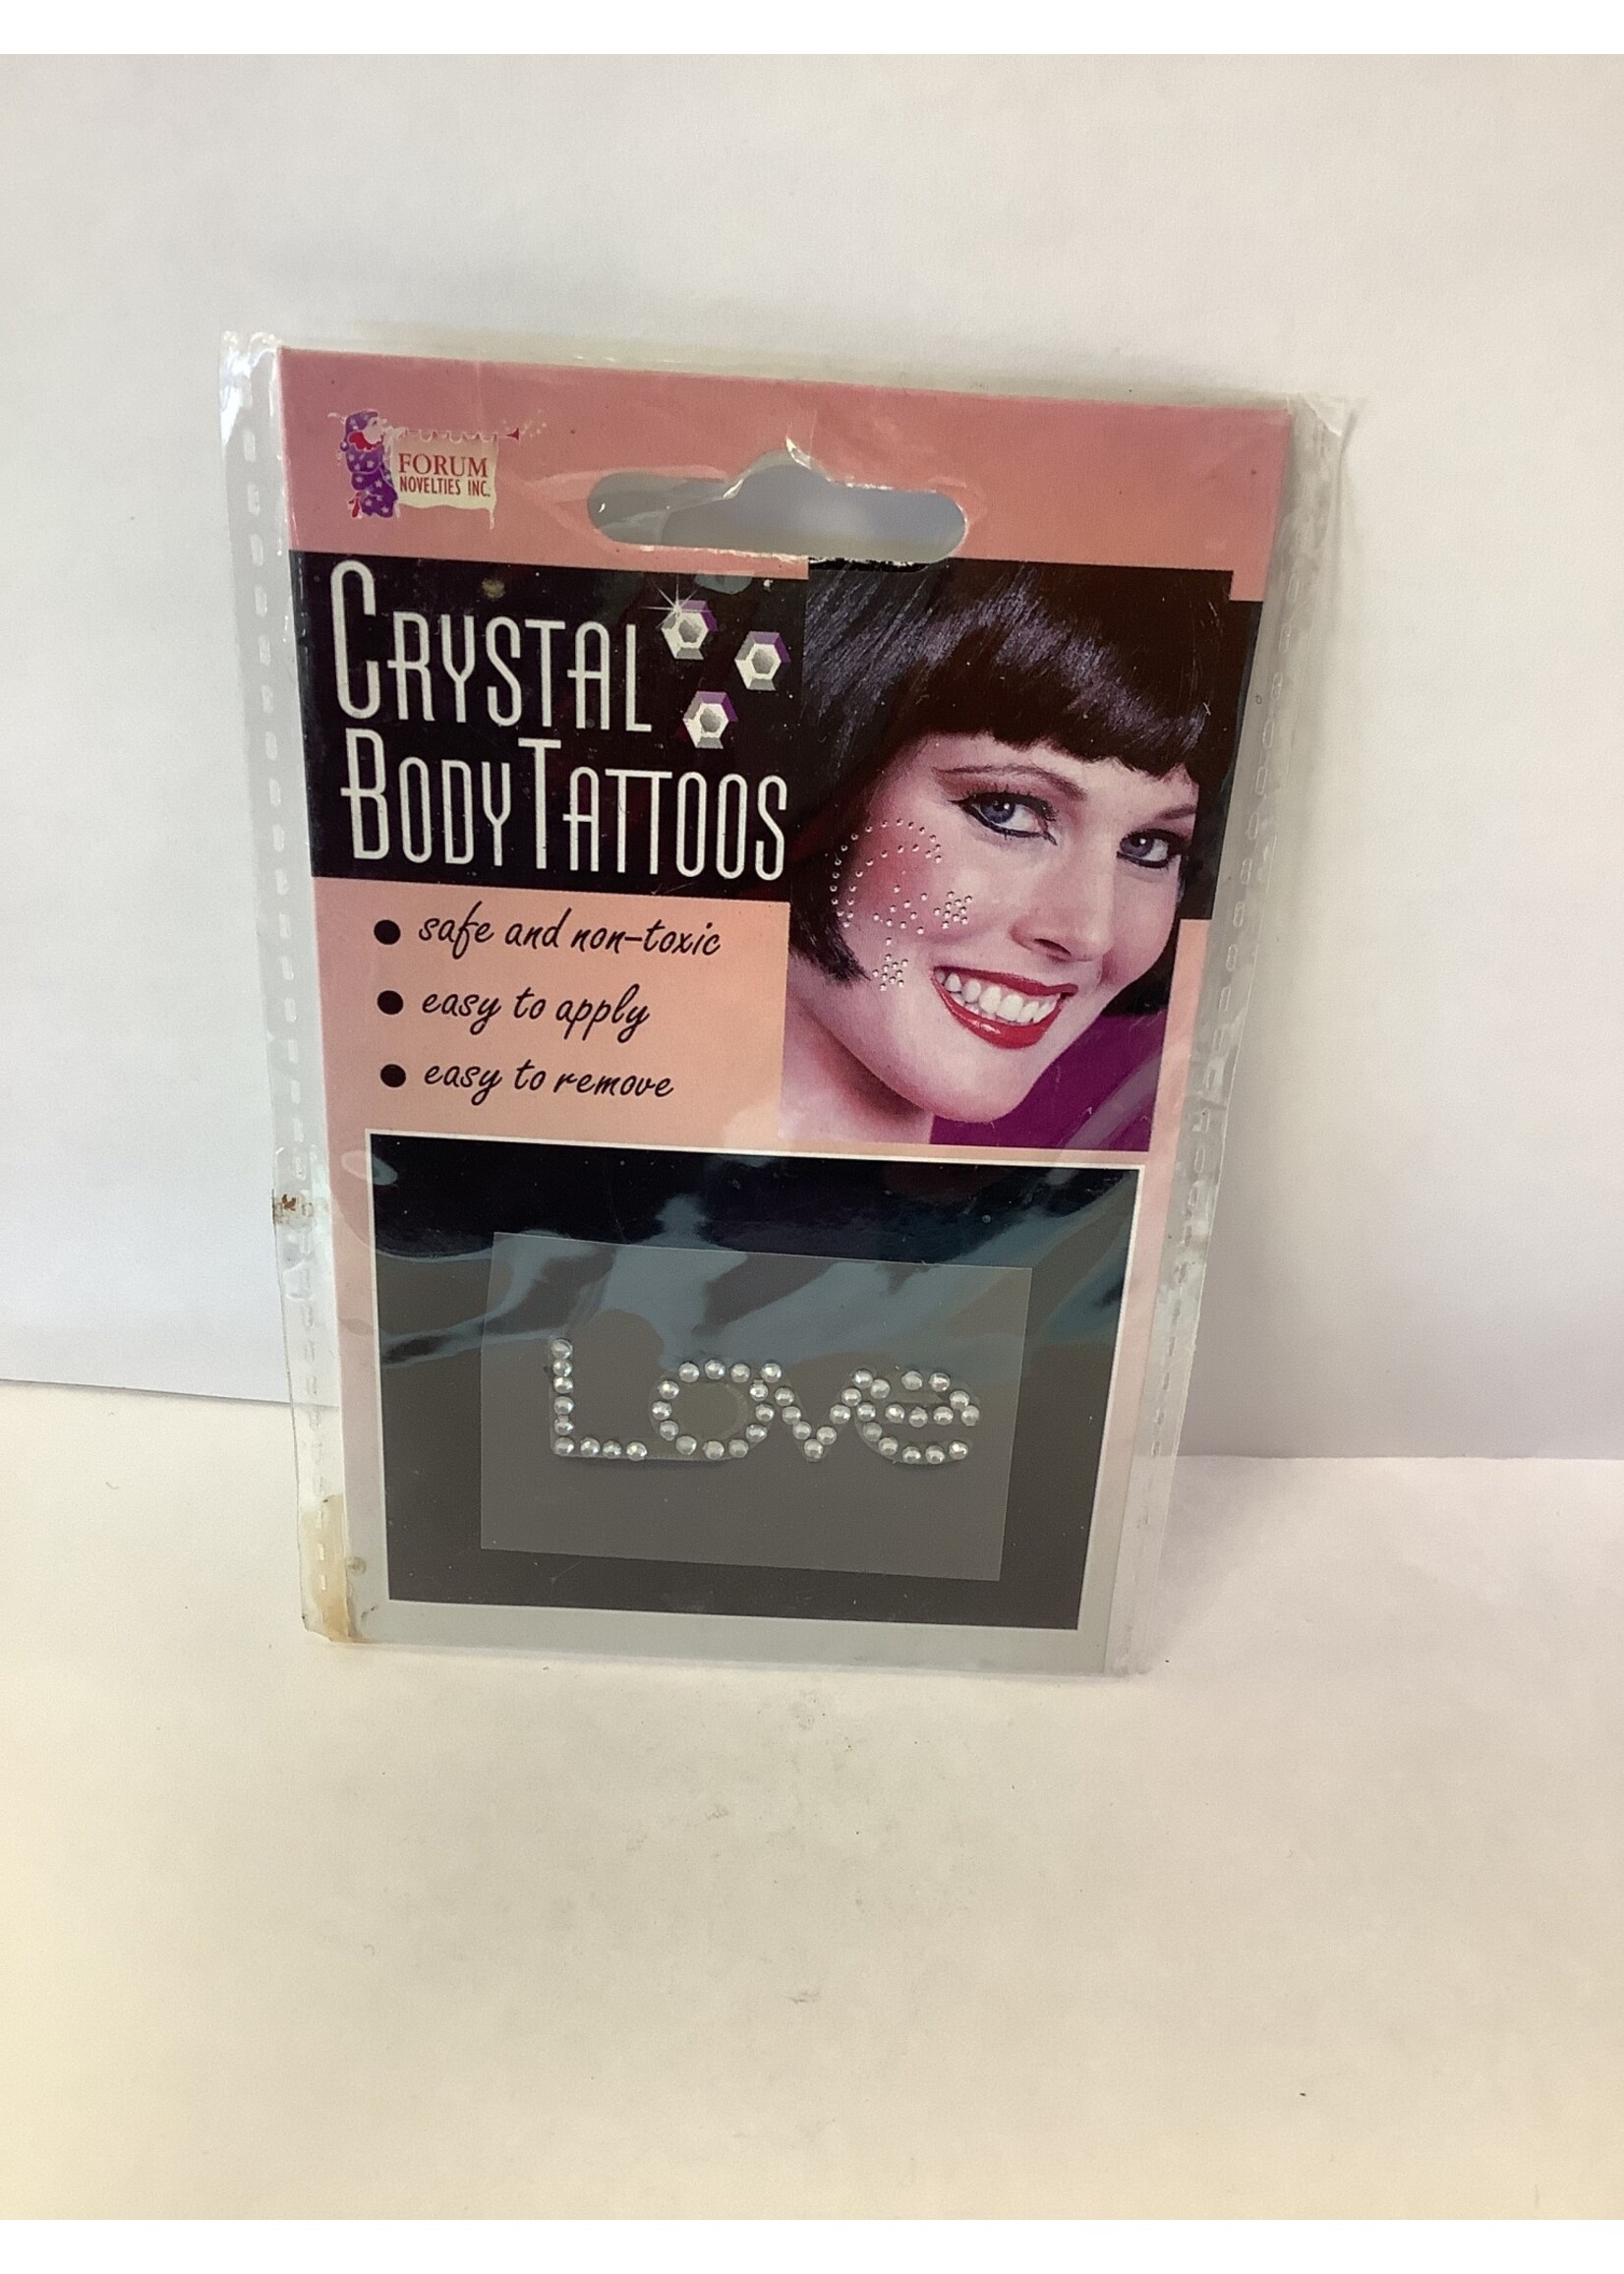 FORUM
NOVELTIES INC.
CRYSTAL
BODY TATTOOS
safe and non-toxic
easy to apply
easy to remove
Love